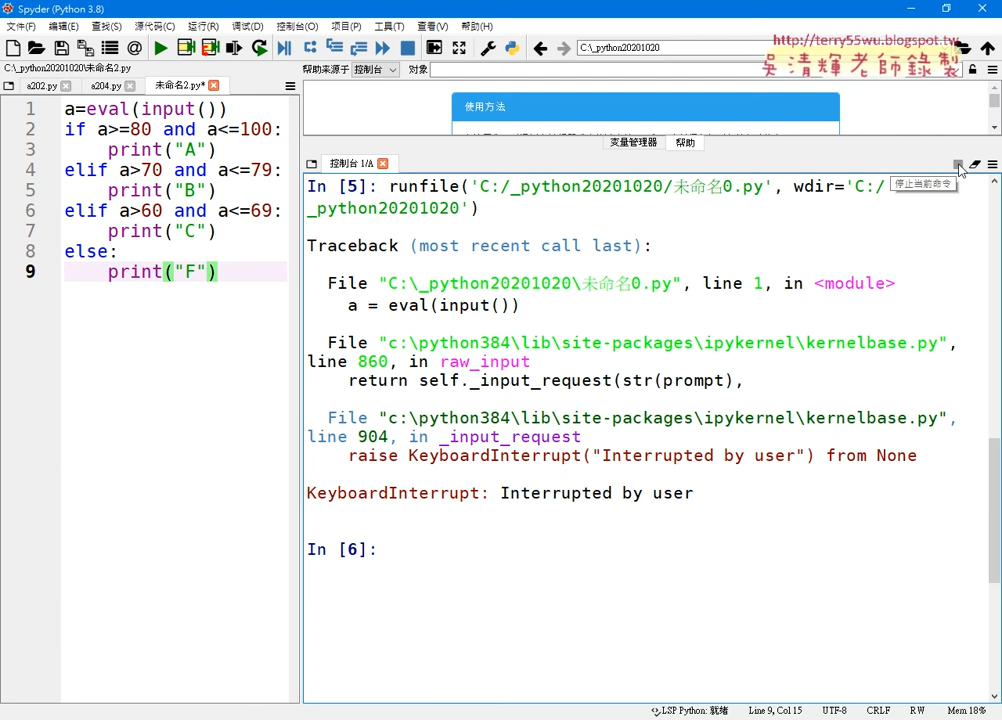 Spyder (Python 3.8)
文件(F) 编辑(E) 查找(S) 源代码(C) 运行(R) 调试(D) 控制台(O) 项目(P) 工具(T) 查看(V) 帮助(H)
C:\_python20201020
http://terry55wu.blogspot.tw
吳清輝老師錄製
C:\_python20201020\未命名2.py
帮助来源于 控制台 对象
a202.py a204.py 未命名2.py*
使用方法
变量管理器 帮助
控制台 1/A
停止当前命令
1 a=eval(input())
2 if a>=80 and a<=100:
3 print("A")
4 elif a>70 and a<=79:
5 print("B")
6 elif a>60 and a<=69:
7 print("C")
8 else:
9 print("F")
In [5]: runfile('C:/_python20201020/未命名0.py', wdir='C:/
_python20201020')
Traceback (most recent call last):
File "C:\_python20201020\未命名0.py", line 1, in <module>
a = eval(input())
File "c:\python384\lib\site-packages\ipykernel\kernelbase.py",
line 860, in raw_input
return self._input_request(str(prompt),
File "c:\python384\lib\site-packages\ipykernel\kernelbase.py",
line 904, in _input_request
raise KeyboardInterrupt("Interrupted by user") from None
KeyboardInterrupt: Interrupted by user
In [6]:
LSP Python: 就绪 Line 9, Col 15 UTF-8 CRLF RW Mem 18%